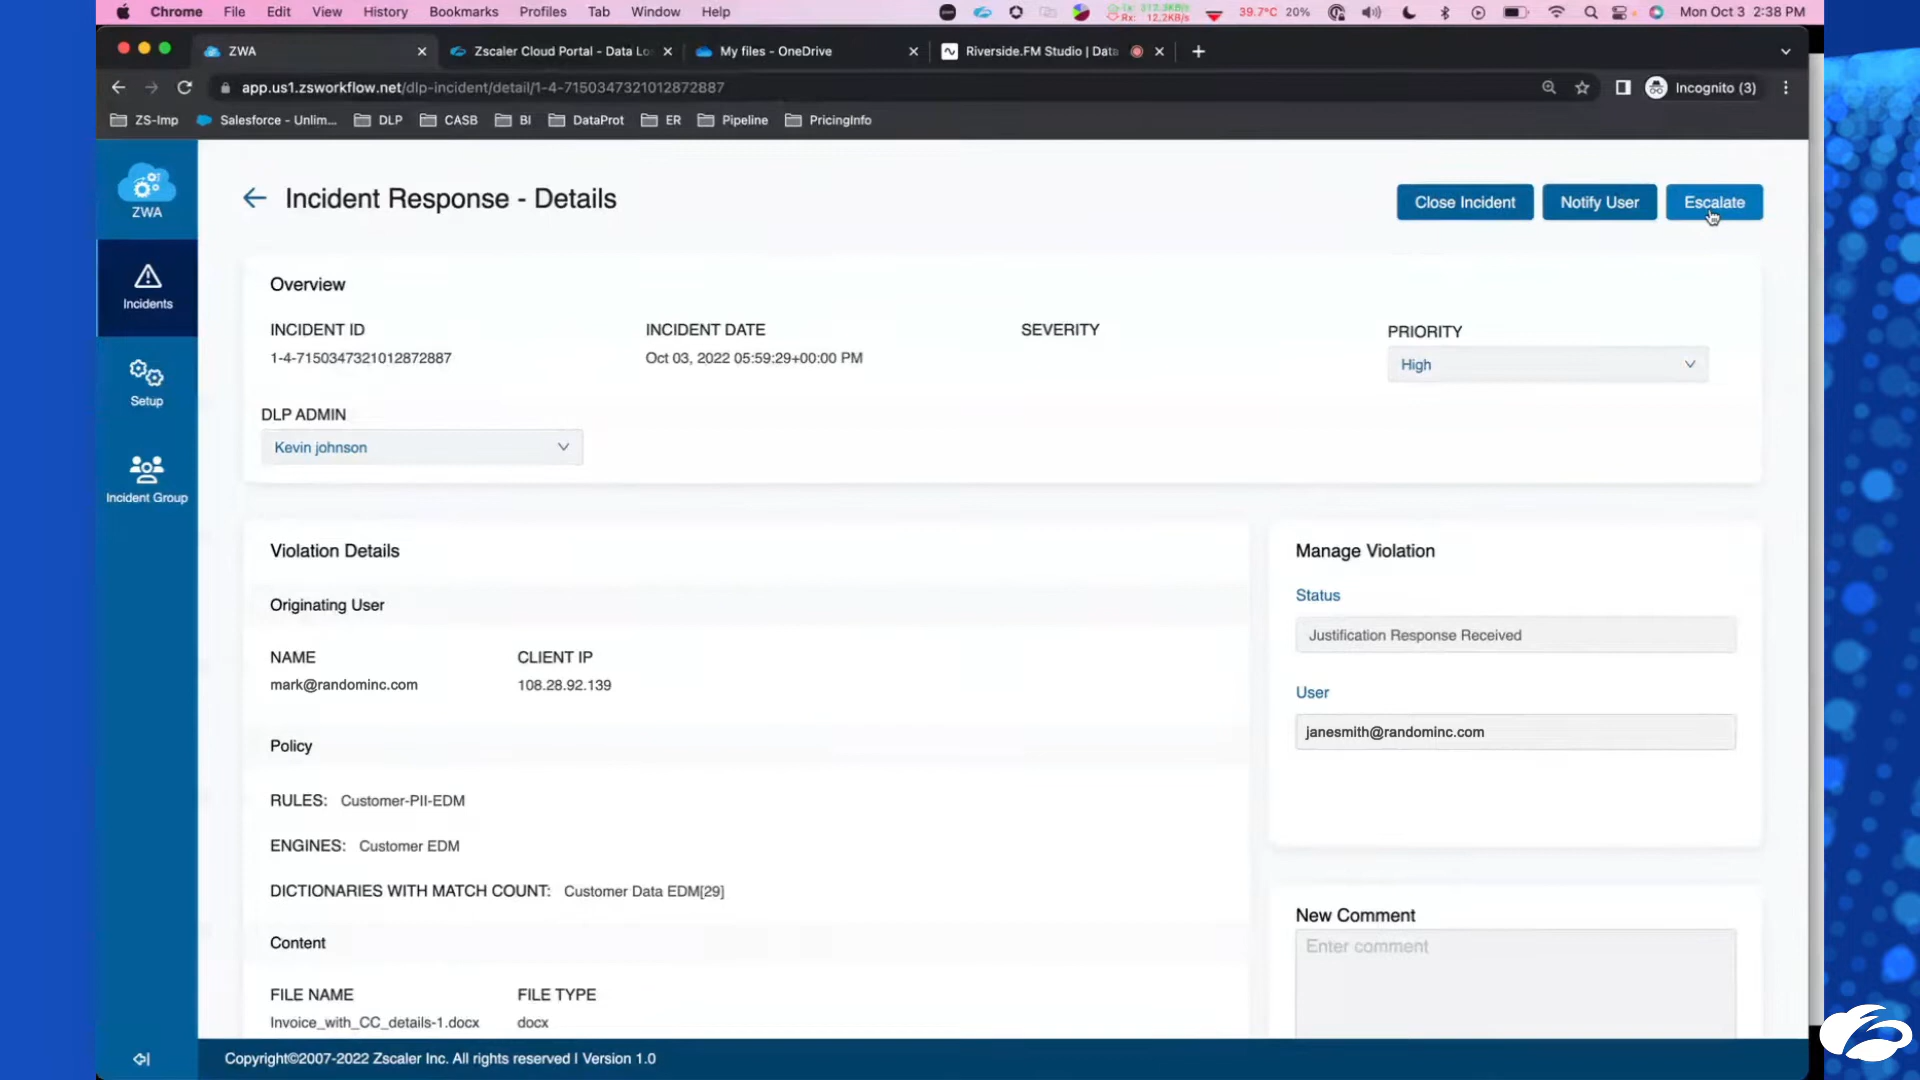 Chrome File Edit View History Bookmarks Profiles Tab Window Help
39.7°C 20% Mon Oct 3 2:38 PM
ZWA
Zscaler Cloud Portal - Data Lo
My files - OneDrive
Riverside.FM Studio | Data
app.us1.zsworkflow.net/dlp-incident/detail/1-4-7150347321012872887
Incognito (3)
ZS-Imp Salesforce - Unlim... DLP CASB BI DataProt ER Pipeline PricingInfo
ZWA
Incidents
Setup
Incident Group
Incident Response - Details
Close Incident Notify User Escalate
Overview
INCIDENT ID INCIDENT DATE SEVERITY PRIORITY
1-4-7150347321012872887 Oct 03, 2022 05:59:29+00:00 PM High
DLP ADMIN
Kevin johnson
Violation Details
Originating User
NAME CLIENT IP
mark@randominc.com 108.28.92.139
Policy
RULES: Customer-PII-EDM
ENGINES: Customer EDM
DICTIONARIES WITH MATCH COUNT: Customer Data EDM[29]
Content
FILE NAME FILE TYPE
Invoice_with_CC_details-1.docx docx
Manage Violation
Status
Justification Response Received
User
janesmith@randominc.com
New Comment
Enter comment
Copyright©2007-2022 Zscaler Inc. All rights reserved I Version 1.0